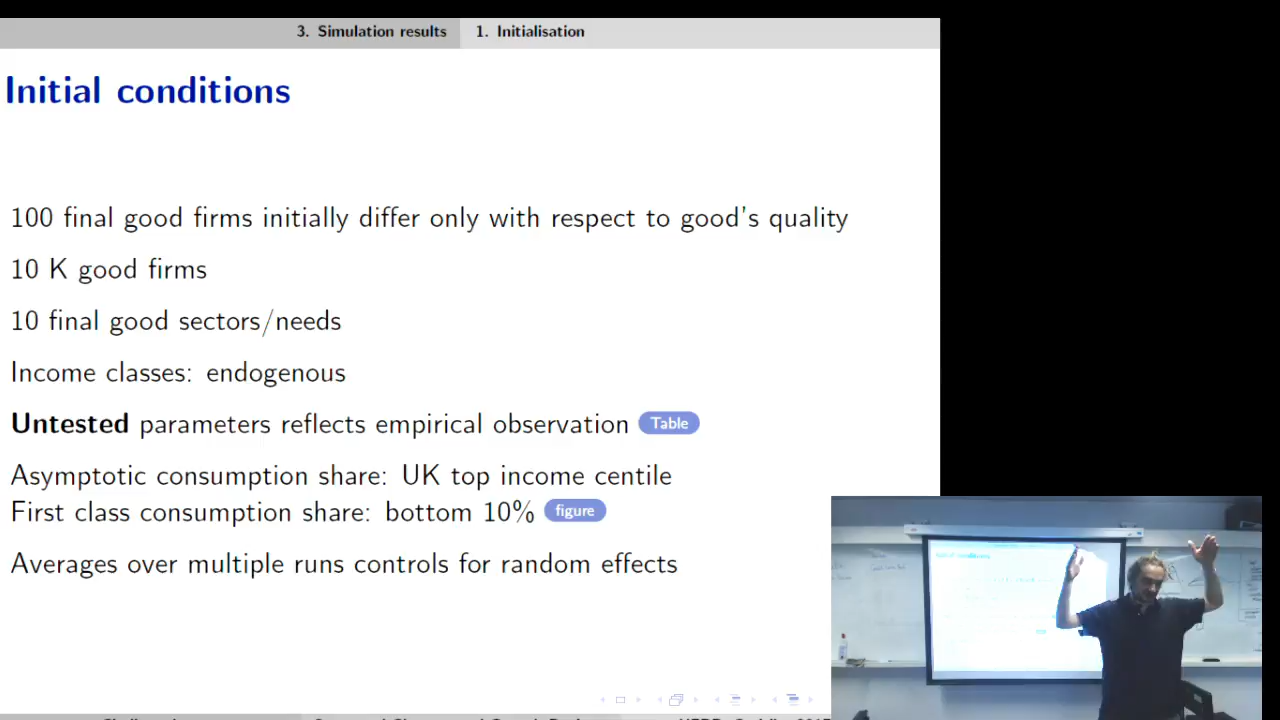 3. Simulation results 1. Initialisation
Initial conditions
100 final good firms initially differ only with respect to good's quality
10 K good firms
10 final good sectors/needs
Income classes: endogenous
Untested parameters reflects empirical observation Table
Asymptotic consumption share: UK top income centile
First class consumption share: bottom 10% figure
Averages over multiple runs controls for random effects